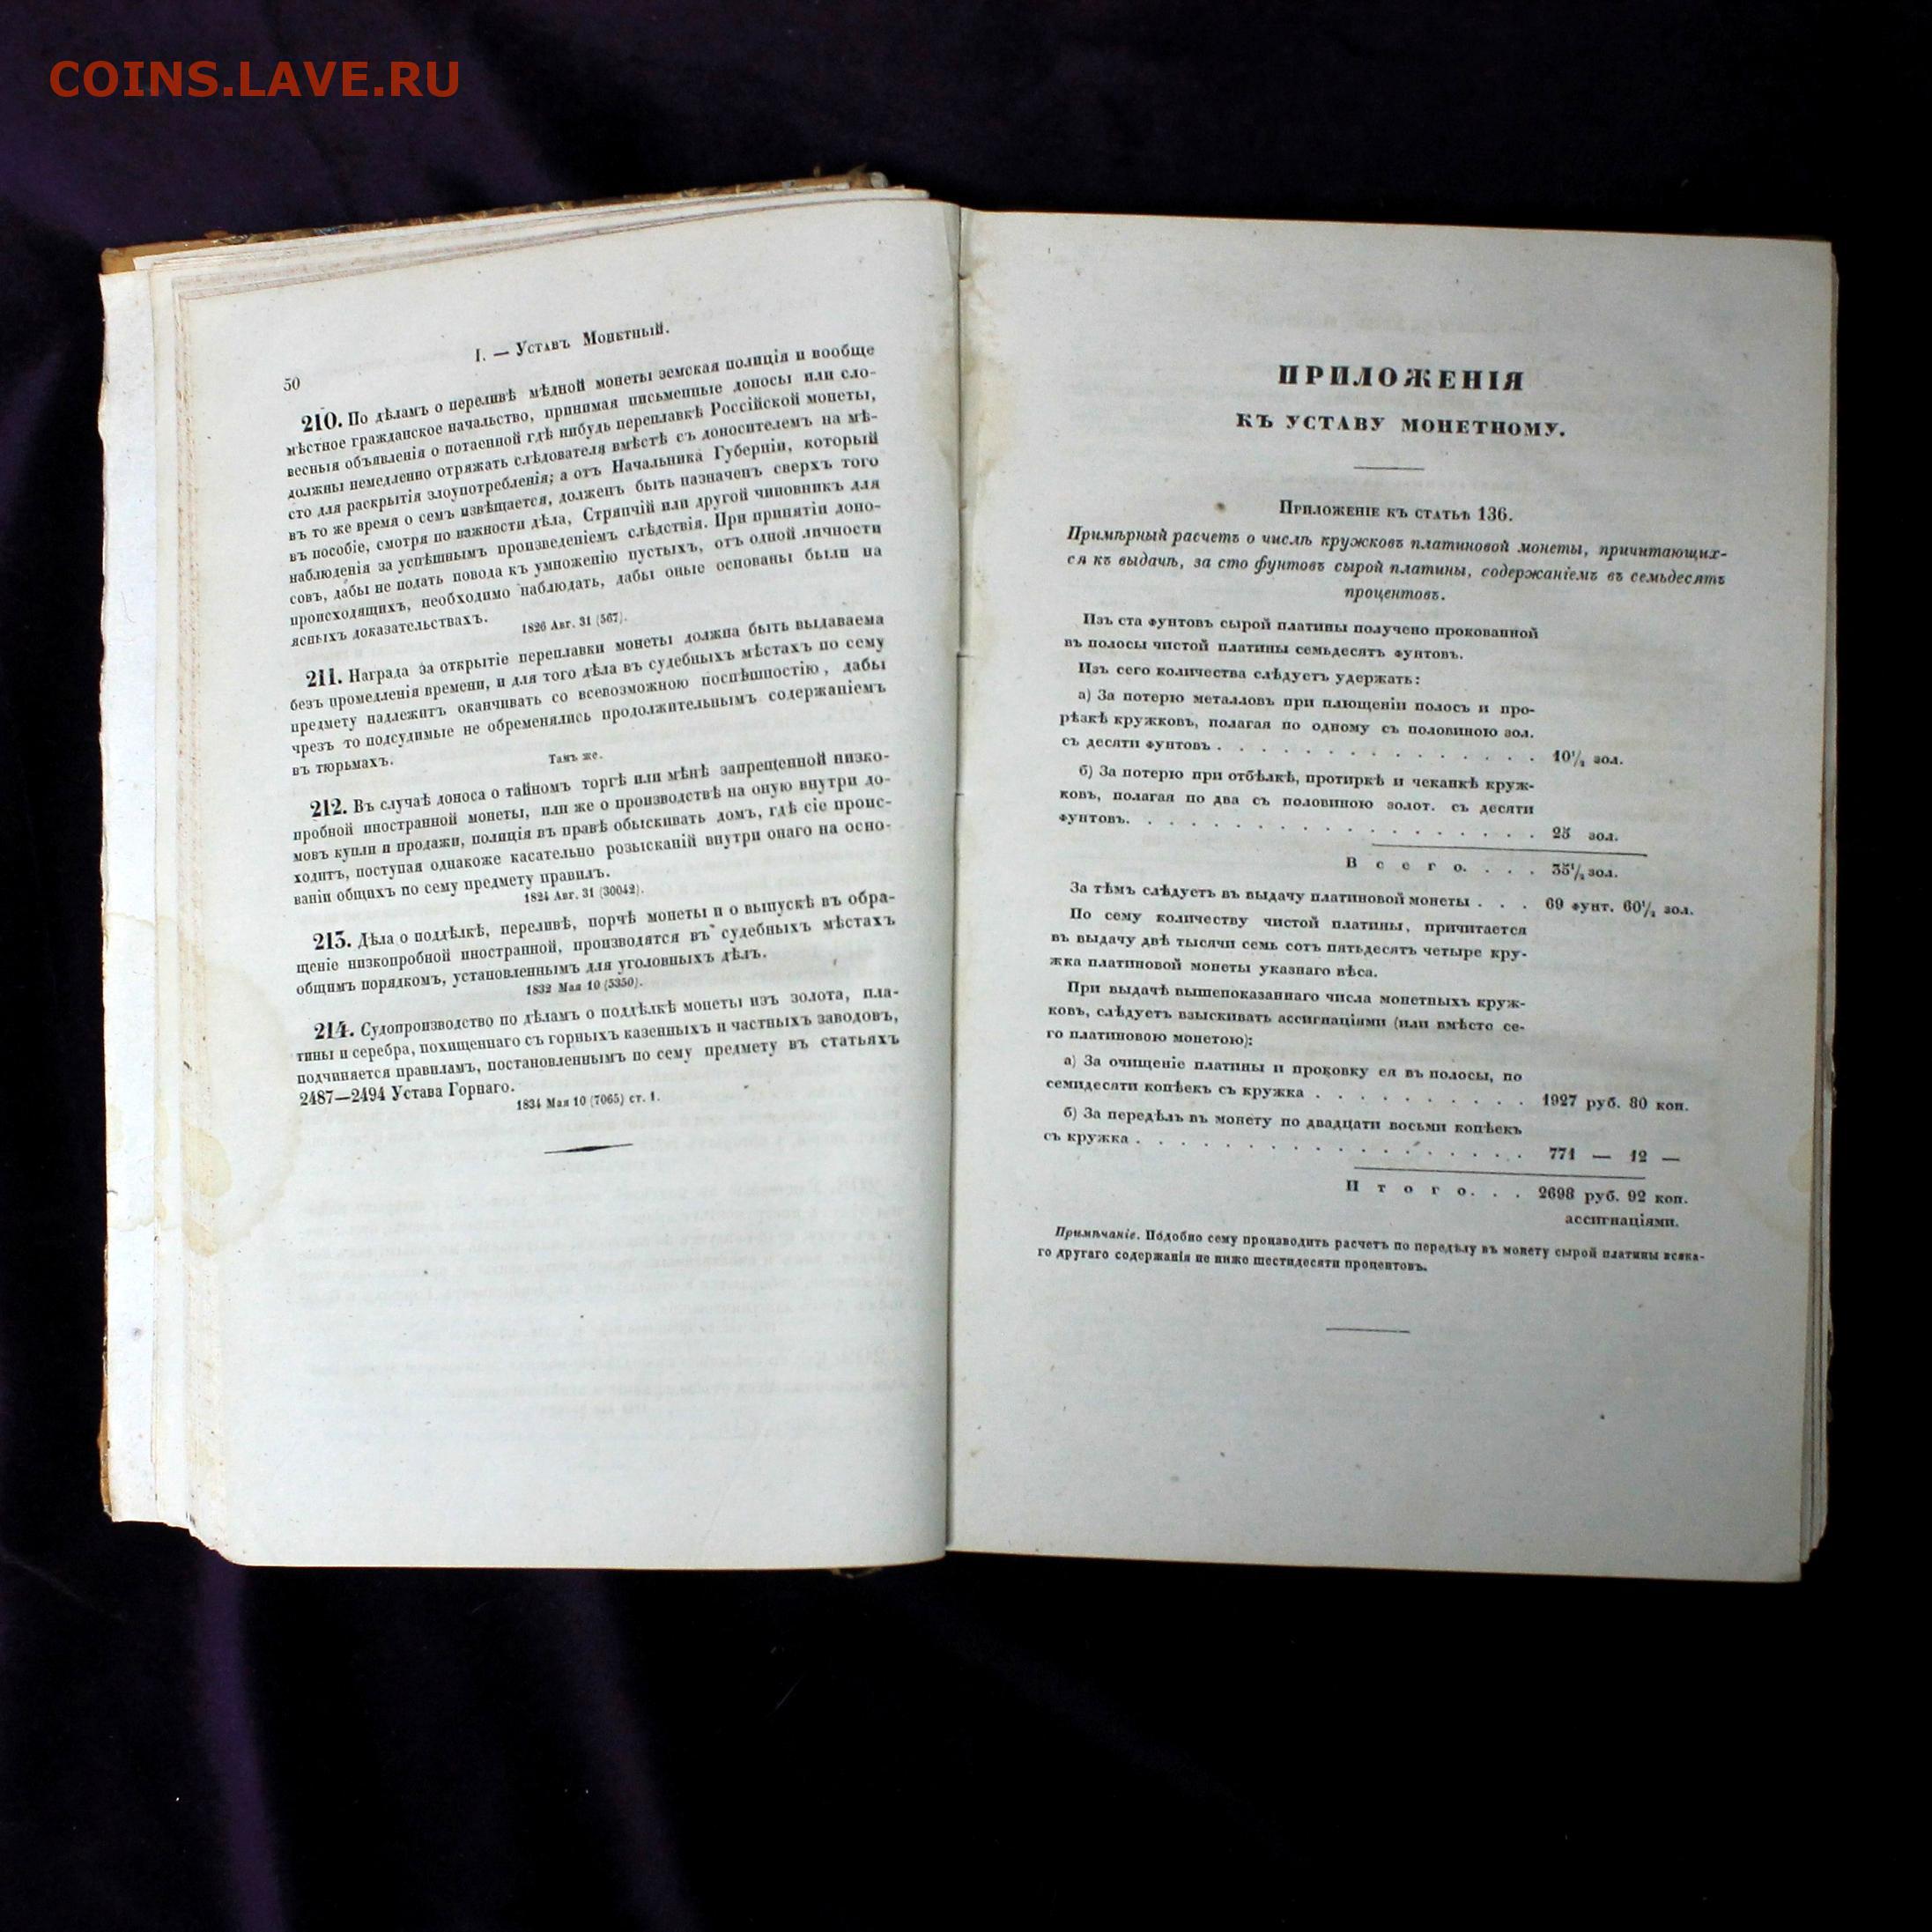 COINS.LAVE.RU
50
I. — Уставъ Монетный.
210. По дѣламъ о переливѣ мѣдной монеты земская полиція и вообще
мѣстное гражданское начальство, принимая письменные доносы или сло-
весныя объявленія о потаенной гдѣ нибудь переплавкѣ Россійской монеты,
должны немедленно отряжать слѣдователя вмѣстѣ съ доносителемъ на мѣ-
сто для раскрытія злоупотребленія; а отъ Начальника Губерніи, который
въ то же время о семъ извѣщается, долженъ быть назначенъ сверхъ того
въ пособіе, смотря по важности дѣла, Стряпчій или другой чиновникъ для
наблюденія за успѣшнымъ произведеніемъ слѣдствія. При принятіи доно-
совъ, дабы не подать повода къ умноженію пустыхъ, отъ одной личности
происходящихъ, необходимо наблюдать, дабы оные основаны были на
ясныхъ доказательствахъ.
1826 Авг. 31 (567).
211. Награда за открытіе переплавки монеты должна быть выдаваема
безъ промедленія времени, и для того дѣла въ судебныхъ мѣстахъ по сему
предмету надлежитъ оканчивать со всевозможною поспѣшностію, дабы
чрезъ то подсудимые не обременялись продолжительнымъ содержаніемъ
въ тюрьмахъ.
Тамъ же.
212. Въ случаѣ доноса о тайномъ торгѣ или мѣнѣ запрещенной низко-
пробной иностранной монеты, или же о производствѣ на оную внутри до-
мовъ купли и продажи, полиція въ правѣ обыскивать домъ, гдѣ сіе проис-
ходитъ, поступая однакоже касательно розысканій внутри онаго на осно-
ваніи общихъ по сему предмету правилъ.
1824 Авг. 31 (30042).
213. Дѣла о поддѣлкѣ, переливѣ, порчѣ монеты и о выпускѣ въ обра-
щеніе низкопробной иностранной, производятся въ судебныхъ мѣстахъ
общимъ порядкомъ, установленнымъ для уголовныхъ дѣлъ.
1832 Мая 10 (5350).
214. Судопроизводство по дѣламъ о поддѣлкѣ монеты изъ золота, пла-
тины и серебра, похищеннаго съ горныхъ казенныхъ и частныхъ заводовъ,
подчиняется правиламъ, постановленнымъ по сему предмету въ статьяхъ
2487—2494 Устава Горнаго.
1834 Мая 10 (7065) ст. 1.
ПРИЛОЖЕНІЯ
КЪ УСТАВУ МОНЕТНОМУ.
Приложеніе къ статьѣ 136.
Примѣрный расчетъ о числѣ кружковъ платиновой монеты, причитающих-
ся къ выдачѣ, за сто фунтовъ сырой платины, содержаніемъ въ семьдесятъ
процентовъ.
Изъ ста фунтовъ сырой платины получено прокованной
въ полосы чистой платины семьдесятъ фунтовъ.
Изъ сего количества слѣдуетъ удержать:
а) За потерю металловъ при плющеніи полосъ и про-
рѣзкѣ кружковъ, полагая по одному съ половиною зол.
съ десяти фунтовъ . . . . . . . . . . . . . . . 10½ зол.
б) За потерю при отбѣлкѣ, протиркѣ и чеканкѣ круж-
ковъ, полагая по два съ половиною золот. съ десяти
фунтовъ. . . . . . . . . . . . . . . . . . . 25 зол.
Всего. . . . 35½ зол.
За тѣмъ слѣдуетъ въ выдачу платиновой монеты . . . 69 фунт. 60½ зол.
По сему количеству чистой платины, причитается
въ выдачу двѣ тысячи семь сотъ пятьдесятъ четыре кру-
жка платиновой монеты указнаго вѣса.
При выдачѣ вышепоказаннаго числа монетныхъ круж-
ковъ, слѣдуетъ взыскивать ассигнаціями (или вмѣсто се-
го платиновою монетою):
а) За очищеніе платины и проковку ея въ полосы, по
семидесяти копѣекъ съ кружка . . . . . . . . . . 1927 руб. 80 коп.
б) За передѣлъ въ монету по двадцати восьми копѣекъ
съ кружка . . . . . . . . . . . . . . . . . 771 — 12 —
Итого. . . 2698 руб. 92 коп.
ассигнаціями.
Примѣчаніе. Подобно сему производить расчетъ по передѣлу въ монету сырой платины всяка-
го другаго содержанія не ниже шестидесяти процентовъ.